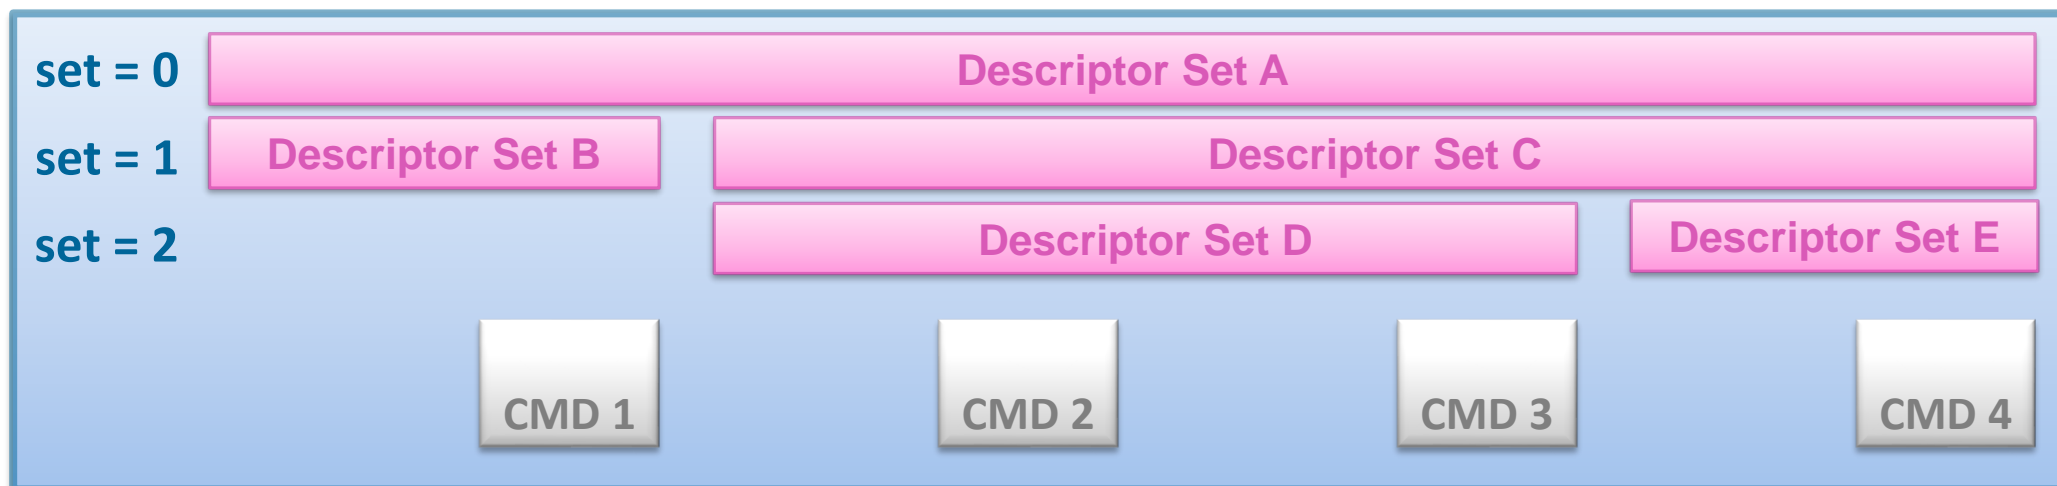 set = 0 Descriptor Set A
set = 1 Descriptor Set B Descriptor Set C
set = 2 Descriptor Set D Descriptor Set E
CMD 1 CMD 2 CMD 3 CMD 4